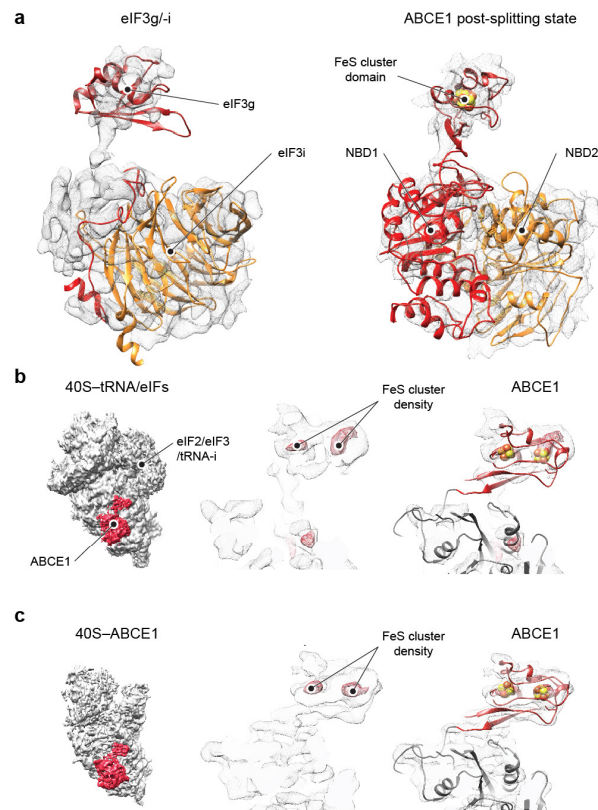 a
eIF3g/-i
ABCE1 post-splitting state
FeS cluster
domain
eIF3g
eIF3i
NBD1
NBD2
b
40S–tRNA/eIFs
FeS cluster
density
ABCE1
eIF2/eIF3
/tRNA-i
ABCE1
c
40S–ABCE1
FeS cluster
density
ABCE1